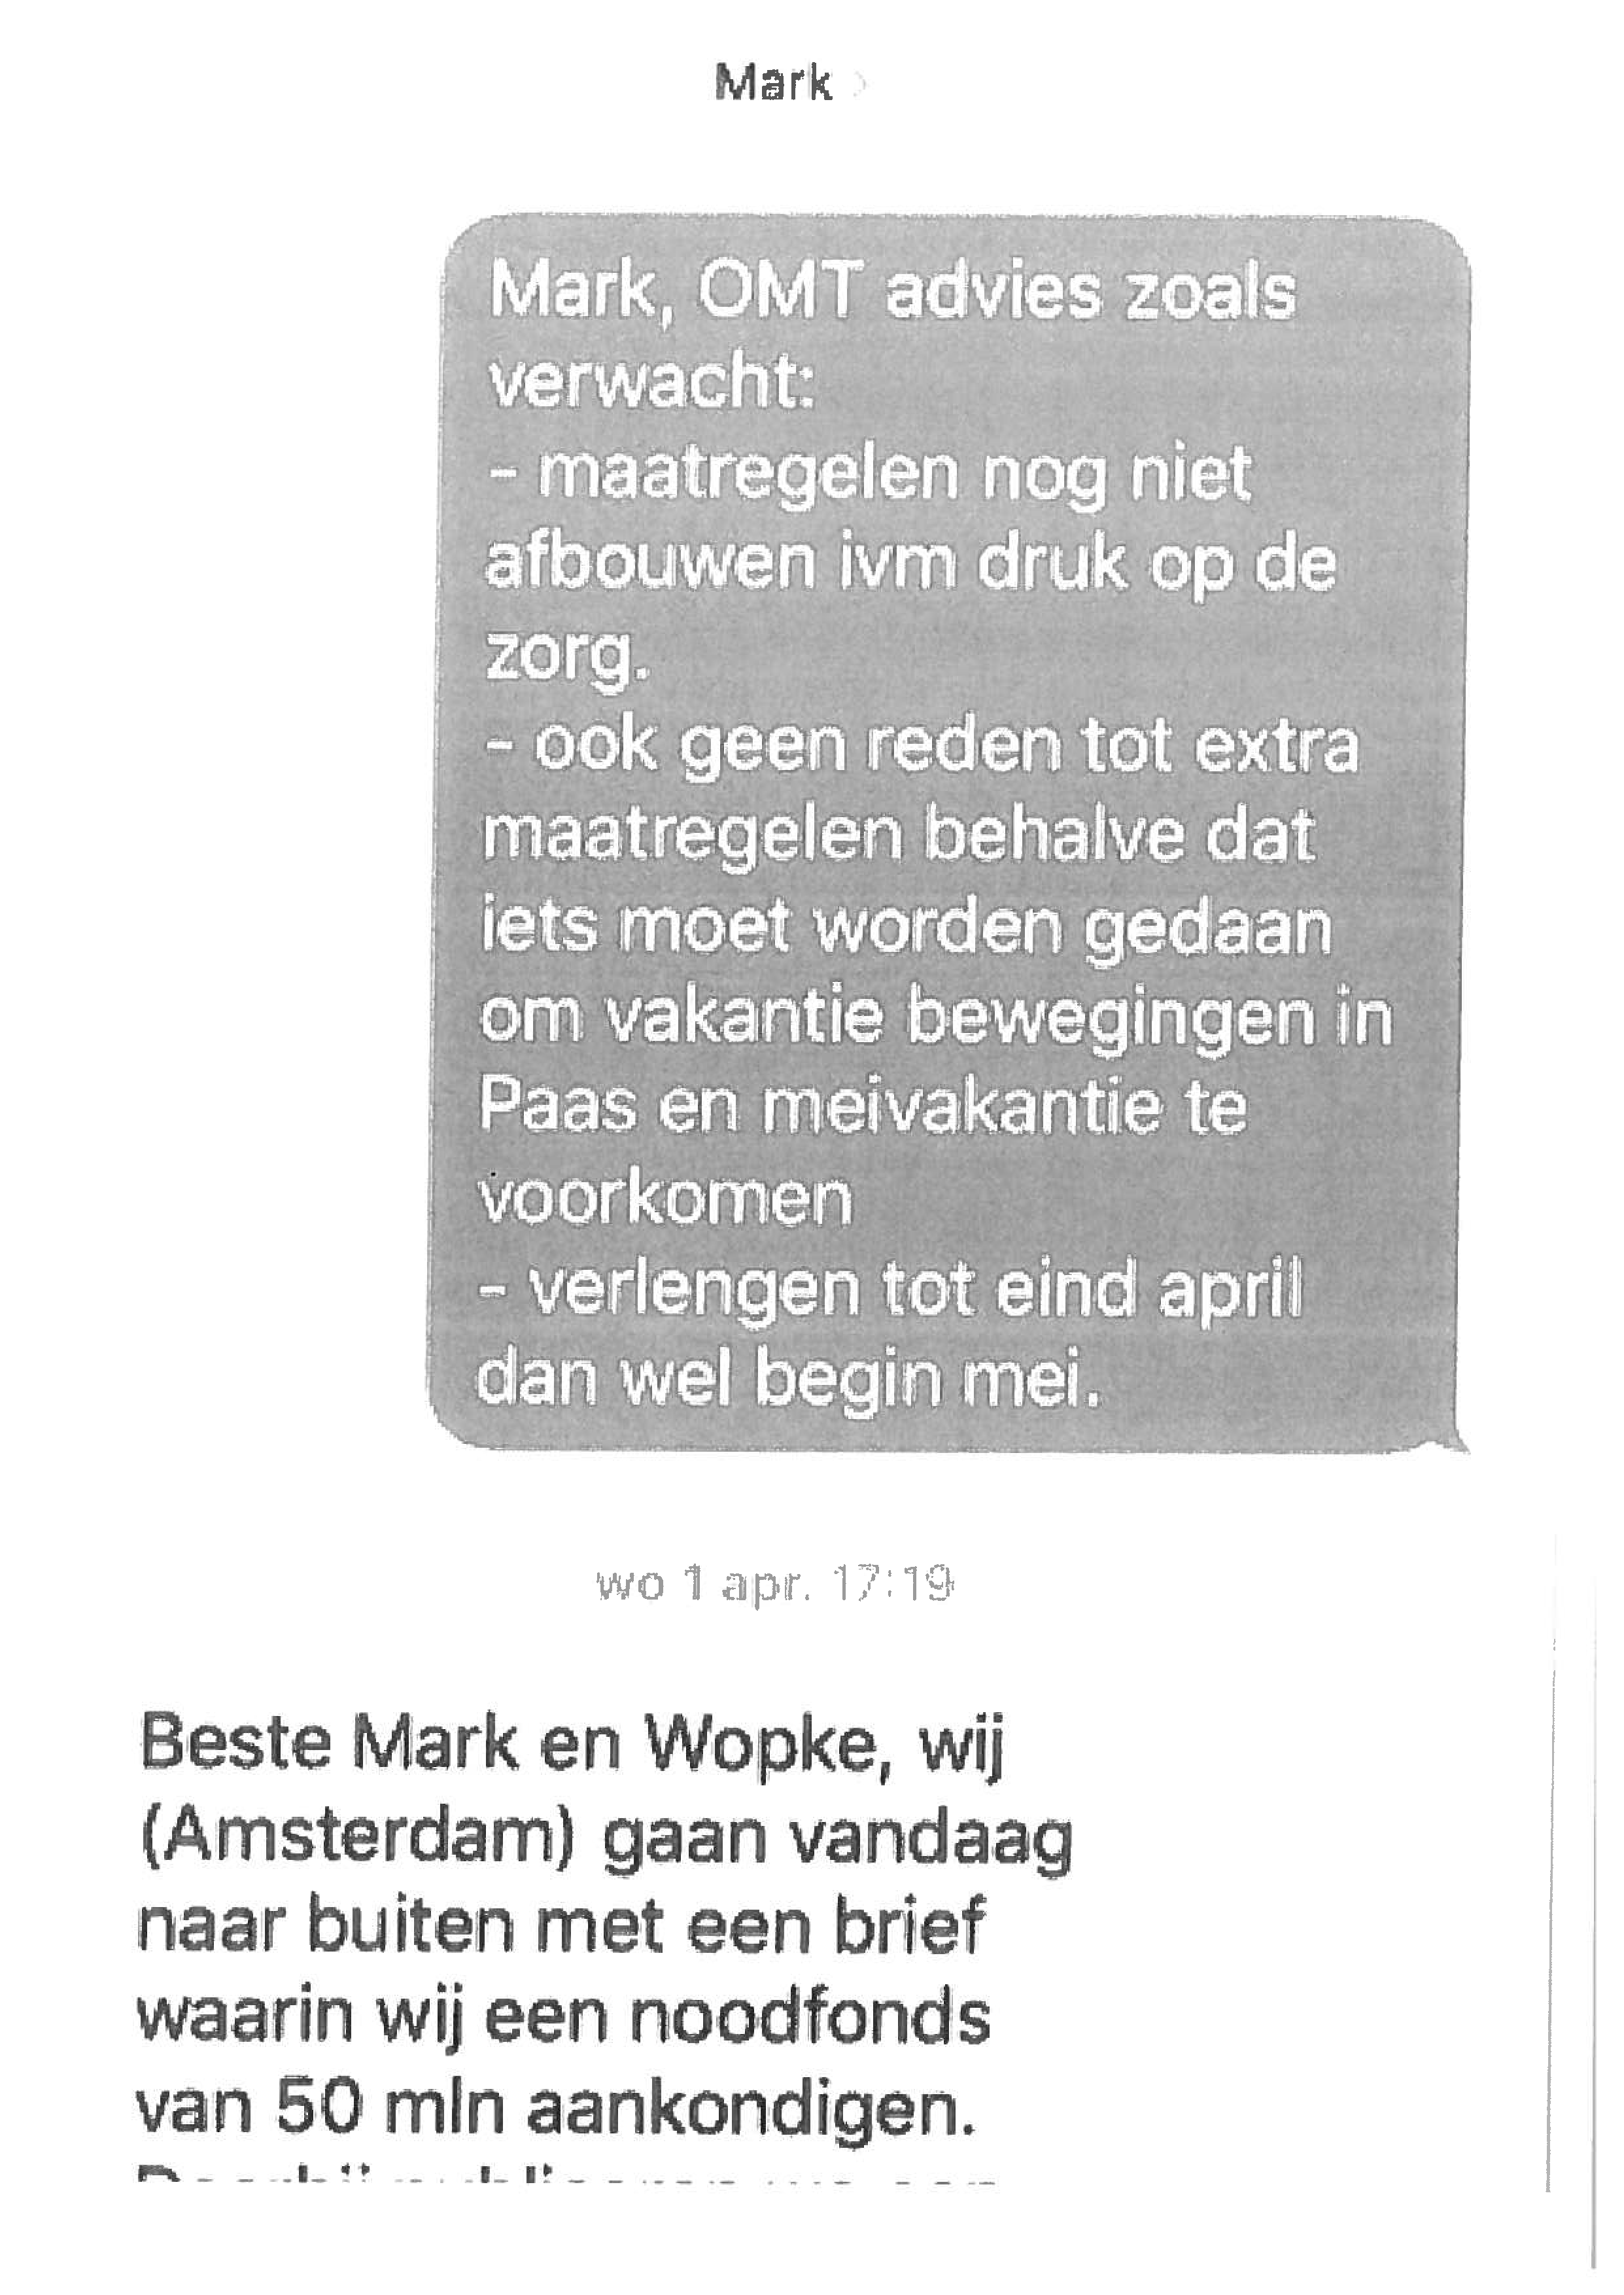 Mark
Mark, OMT advies zoals
verwacht:
- maatregelen nog niet
afbouwen ivm druk op de
zorg.
- ook geen reden tot extra
maatregelen behalve dat
iets moet worden gedaan
om vakantie bewegingen in
Paas en meivakantie te
voorkomen
- verlengen tot eind april
dan wel begin mei.
wo 1 apr. 17:19
Beste Mark en Wopke, wij
(Amsterdam) gaan vandaag
naar buiten met een brief
waarin wij een noodfonds
van 50 mln aankondigen.